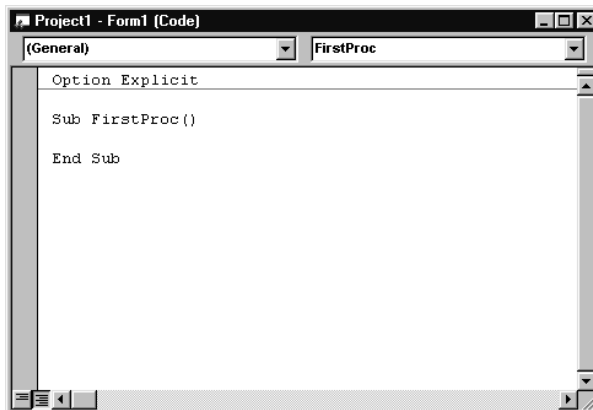 Project1 - Form1 (Code)
(General) FirstProc
Option Explicit
Sub FirstProc()
End Sub